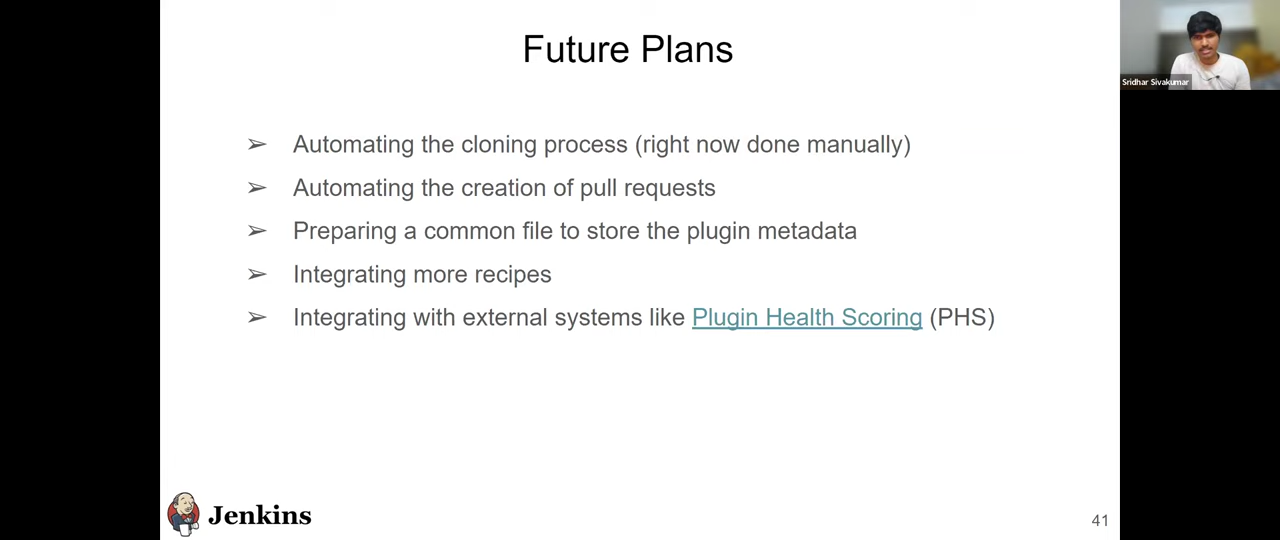 Future Plans
Sridhar Sivakumar
➢ Automating the cloning process (right now done manually)
➢ Automating the creation of pull requests
➢ Preparing a common file to store the plugin metadata
➢ Integrating more recipes
➢ Integrating with external systems like Plugin Health Scoring (PHS)
Jenkins
41